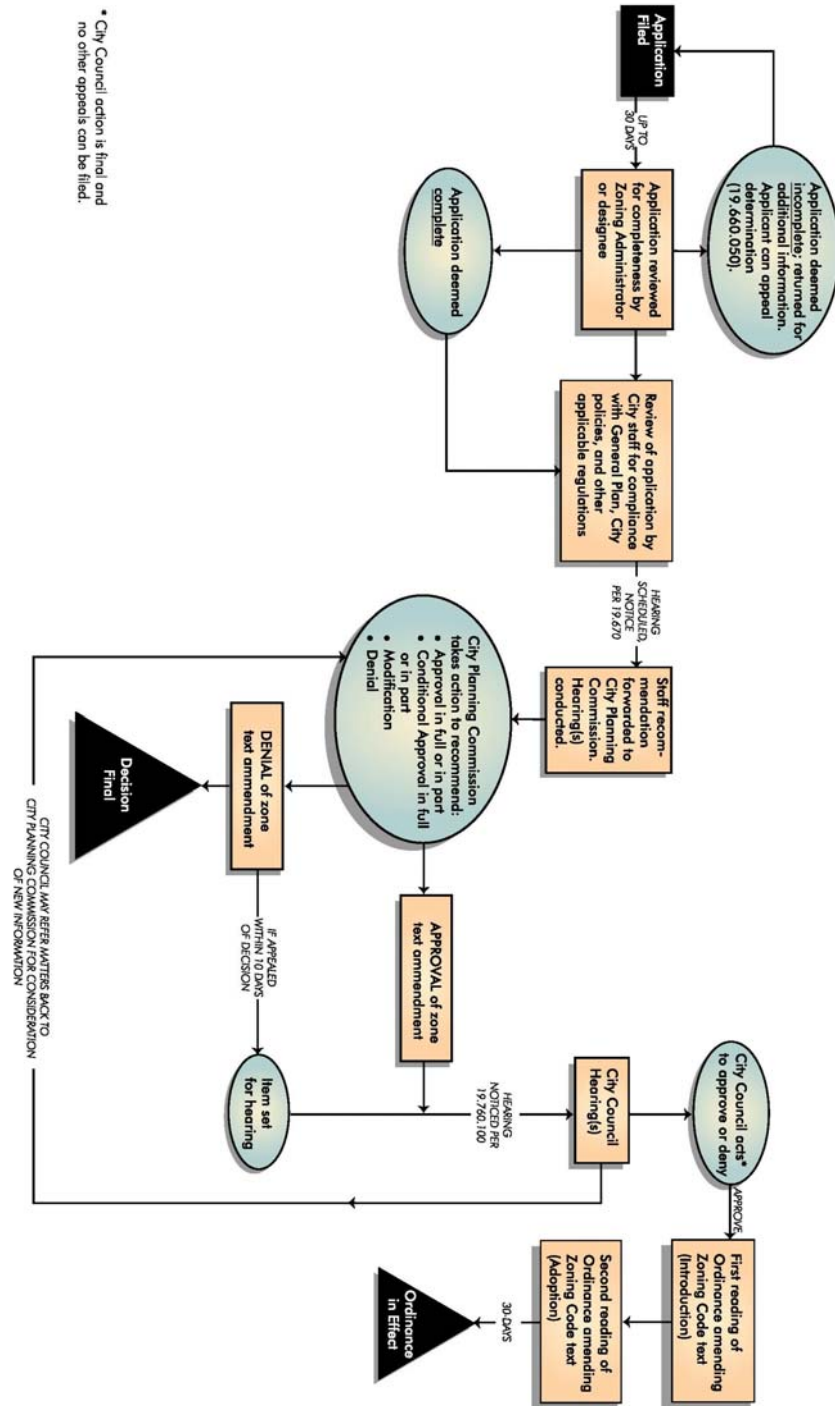 Application
Filed
UP TO
30 DAYS
Application deemed
incomplete; returned for
additional information.
Applicant can appeal
determination
(19.660.050).
Application reviewed
for completeness by
Zoning Administrator
or designee
Application deemed
complete
Review of application by
City staff for compliance
with General Plan, City
policies, and other
applicable regulations
HEARING
SCHEDULED,
NOTICE
PER 19.670
Staff recom-
mendation
forwarded to
City Planning
Commission.
Hearing(s)
conducted.
City Planning Commission
takes action to recommend:
• Approval in full or in part
• Conditional Approval in full
or in part
• Modification
• Denial
DENIAL of zone
text ammendment
Decision
Final
APPROVAL of zone
text ammendment
IF APPEALED
WITHIN 10 DAYS
OF DECISION
Item set
for hearing
HEARING
NOTICED PER
19.760.100
City Council
Hearing(s)
City Council acts*
to approve or deny
APPROVE
First reading of
Ordinance amending
Zoning Code text
(Introduction)
Second reading of
Ordinance amending
Zoning Code text
(Adoption)
30-DAYS
Ordinance
in Effect
CITY COUNCIL MAY REFER MATTERS BACK TO
CITY PLANNING COMMISSION FOR CONSIDERATION
OF NEW INFORMATION
* City Council action is final and
no other appeals can be filed.